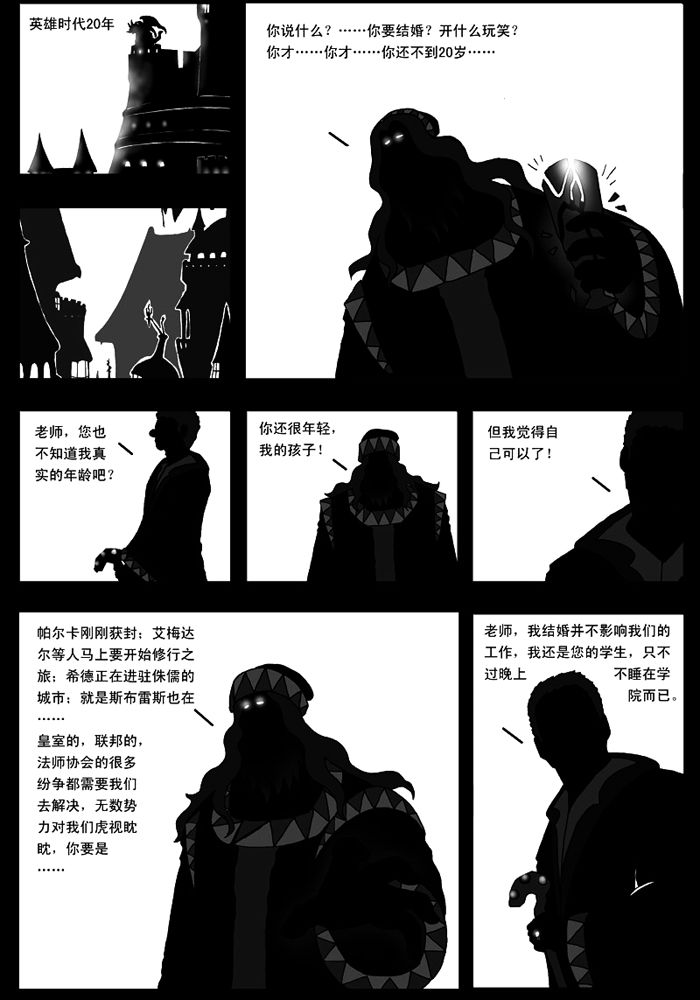 英雄时代20年
你说什么？……你要结婚？开什么玩笑？
你才……你才……你还不到20岁……
老师，您也
不知道我真
实的年龄吧？
你还很年轻，
我的孩子！
但我觉得自
己可以了！
帕尔卡刚刚获封；艾梅达
尔等人马上要开始修行之
旅；希德正在进驻侏儒的
城市；就是斯布雷斯也在
……
皇室的，联邦的，
法师协会的很多
纷争都需要我们
去解决，无数势
力对我们虎视眈
眈，你要是
……
老师，我结婚并不影响我们的
工作，我还是您的学生，只不
过晚上 不睡在学
院而已。